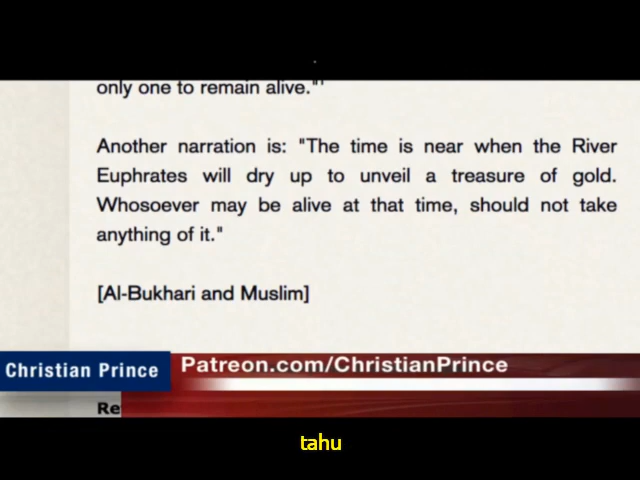 only one to remain alive."'
Another narration is: "The time is near when the River
Euphrates will dry up to unveil a treasure of gold.
Whosoever may be alive at that time, should not take
anything of it."
[Al-Bukhari and Muslim]
Christian Prince
Patreon.com/ChristianPrince
Re
tahu